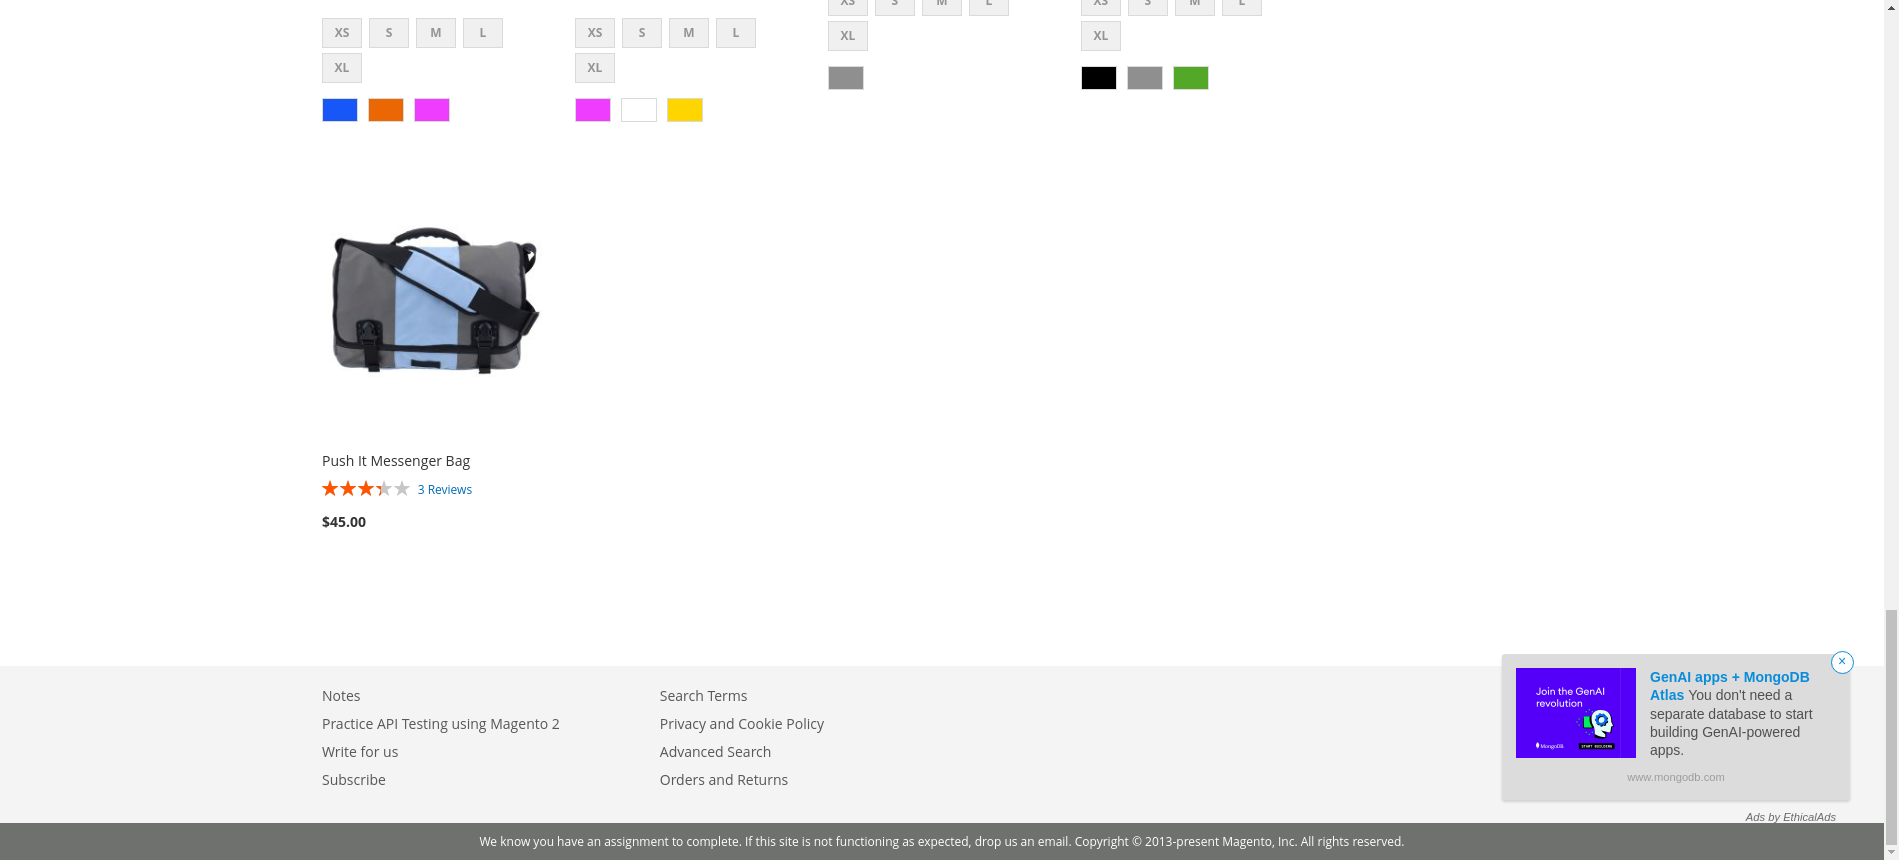 XS S M L
XL
XS S M L
XL
XS S M L
XL
XS S M L
XL
Push It Messenger Bag
3 Reviews
$45.00
Notes
Practice API Testing using Magento 2
Write for us
Subscribe
Search Terms
Privacy and Cookie Policy
Advanced Search
Orders and Returns
Join the GenAI
revolution
MongoDB
START BUILDING
GenAI apps + MongoDB
Atlas You don't need a
separate database to start
building GenAI-powered
apps.
www.mongodb.com
Ads by EthicalAds
We know you have an assignment to complete. If this site is not functioning as expected, drop us an email. Copyright © 2013-present Magento, Inc. All rights reserved.